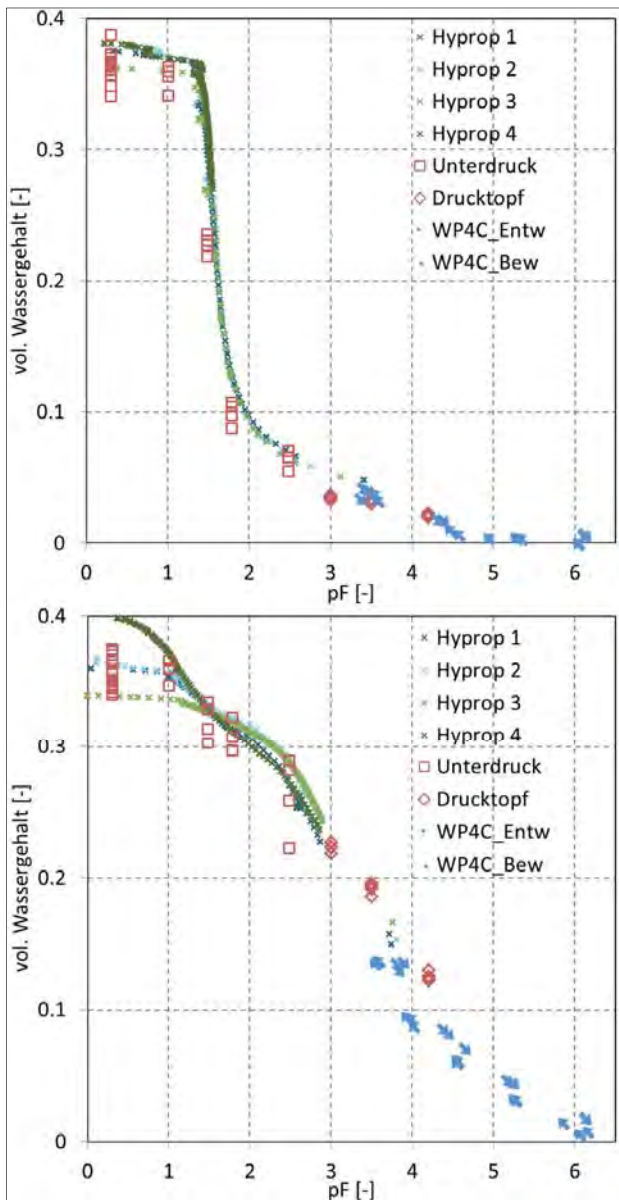 0.4
0.3
0.2
0.1
0
vol. Wassergehalt [-]
Hyprop 1
Hyprop 2
Hyprop 3
Hyprop 4
Unterdruck
Drucktopf
WP4C_Entw
WP4C_Bew
0 1 2 3 4 5 6
pF [-]
0.4
0.3
0.2
0.1
0
vol. Wassergehalt [-]
Hyprop 1
Hyprop 2
Hyprop 3
Hyprop 4
Unterdruck
Drucktopf
WP4C_Entw
WP4C_Bew
0 1 2 3 4 5 6
pF [-]